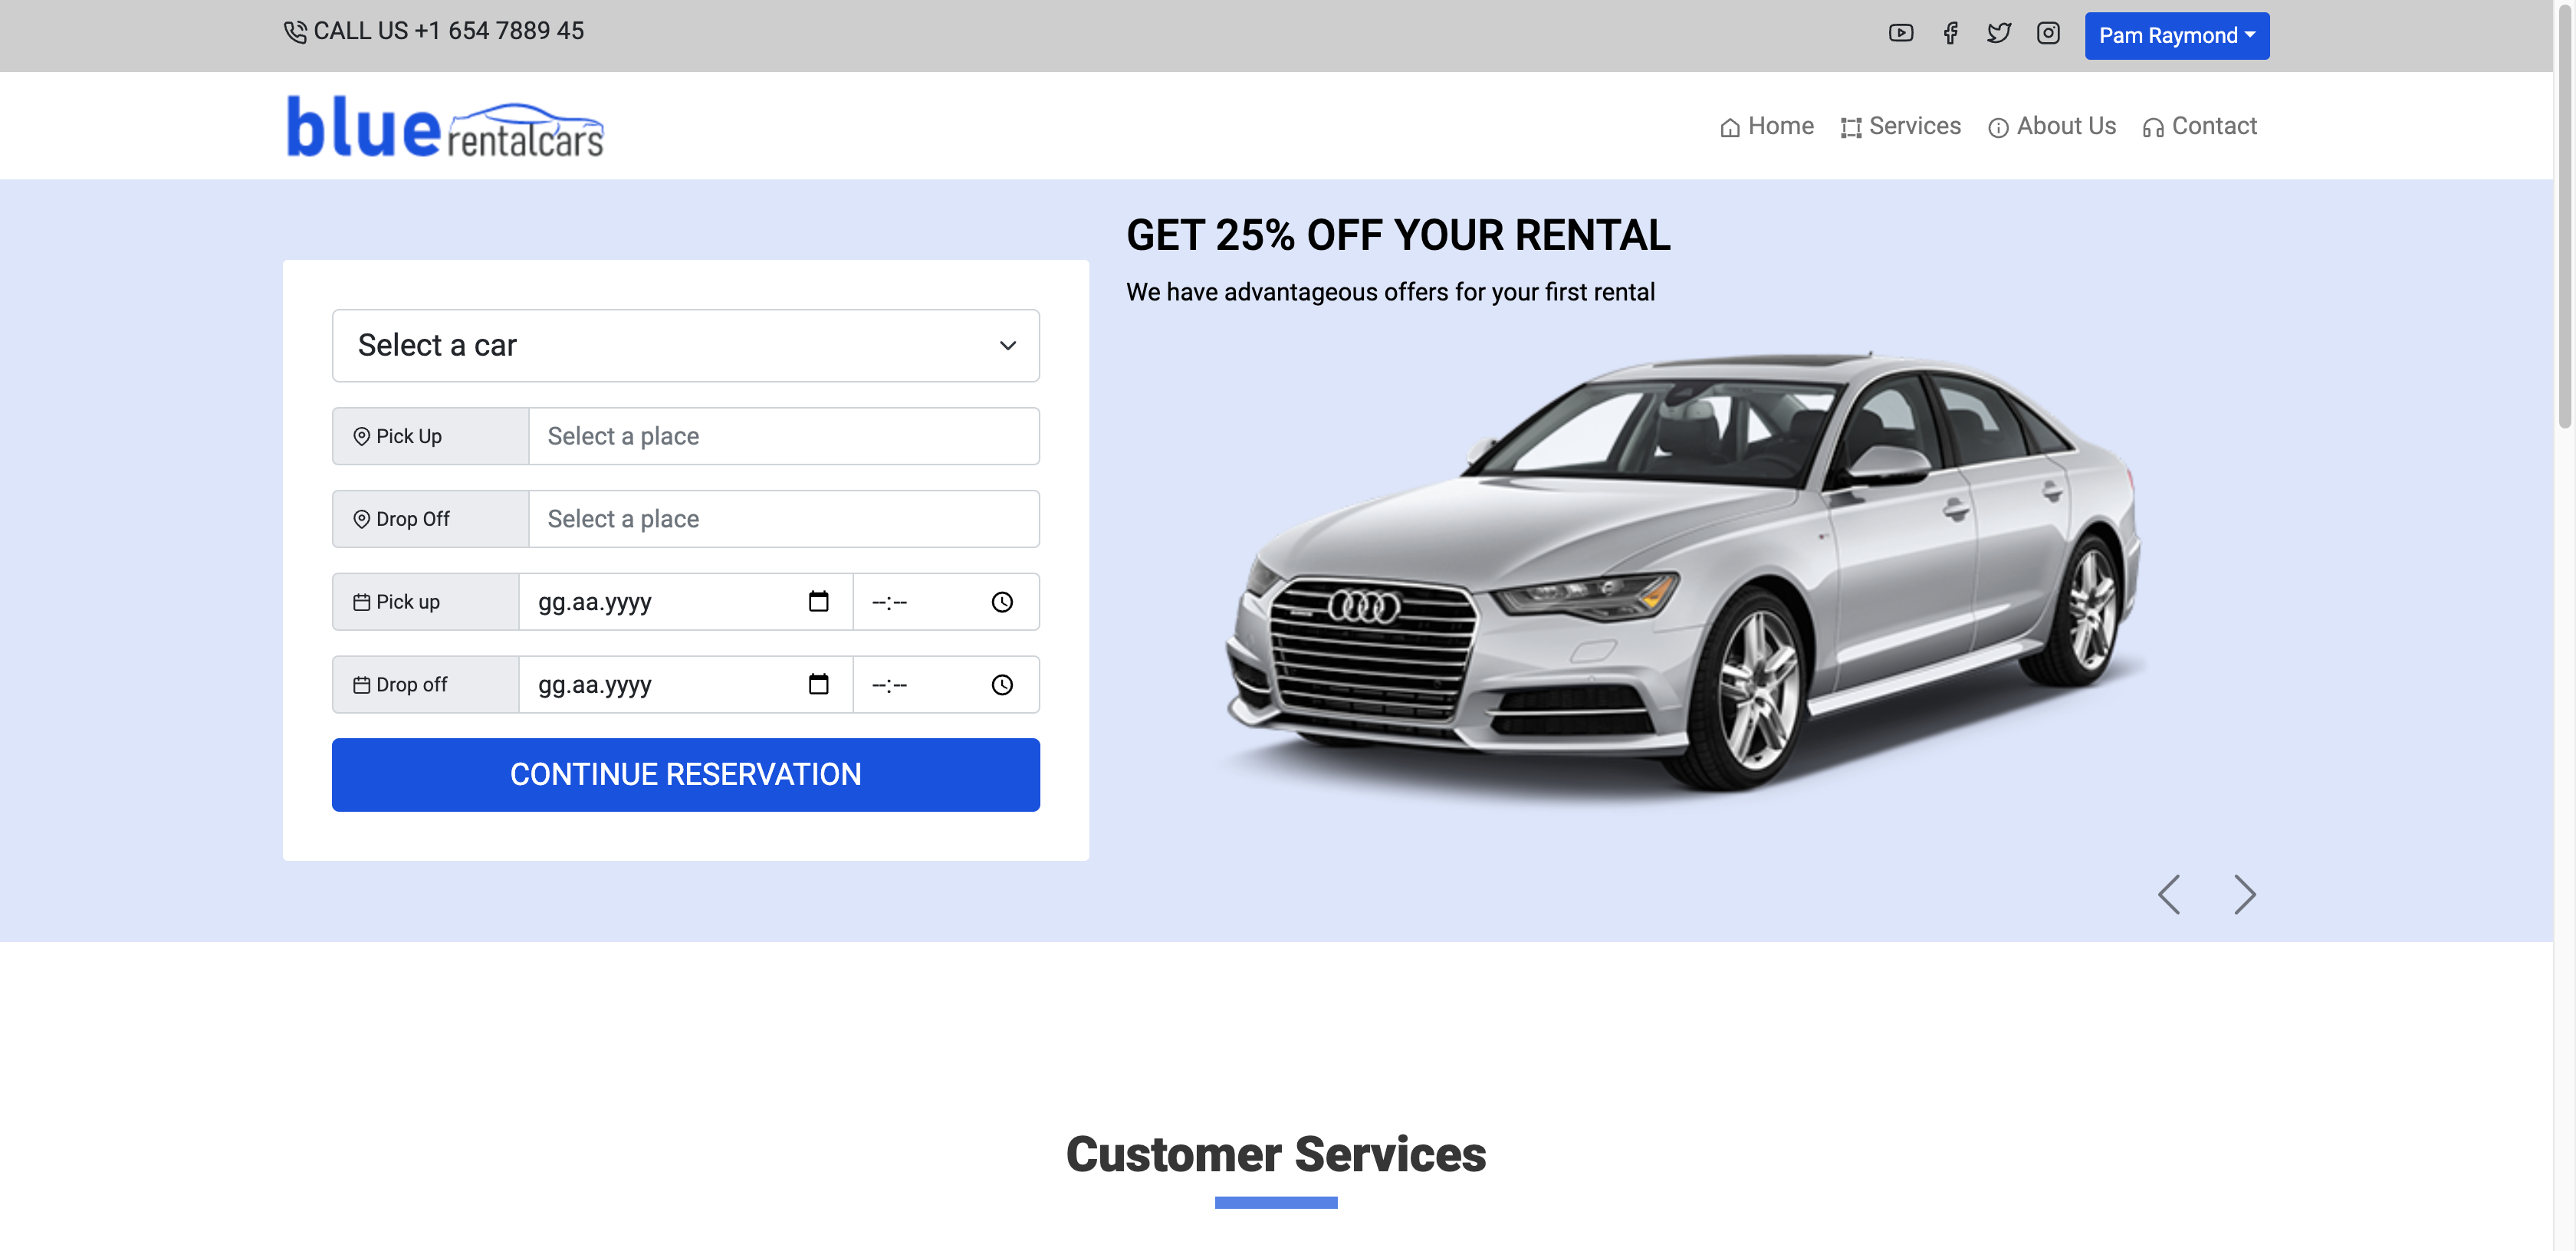 CALL US +1 654 7889 45
Pam Raymond
blue rentalcars
Home Services About Us Contact
GET 25% OFF YOUR RENTAL
We have advantageous offers for your first rental
Select a car
Pick Up Select a place
Drop Off Select a place
Pick up gg.aa.yyyy --:--
Drop off gg.aa.yyyy --:--
CONTINUE RESERVATION
Customer Services